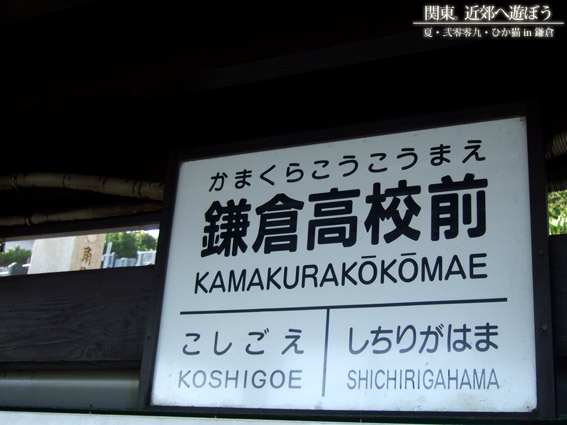 関東。近郊へ遊ぼう
夏・弐零零九・ひか猫 in 鎌倉
かまくらこうこうまえ
鎌倉高校前
KAMAKURAKŌKŌMAE
こしごえ
KOSHIGOE
しちりがはま
SHICHIRIGAHAMA